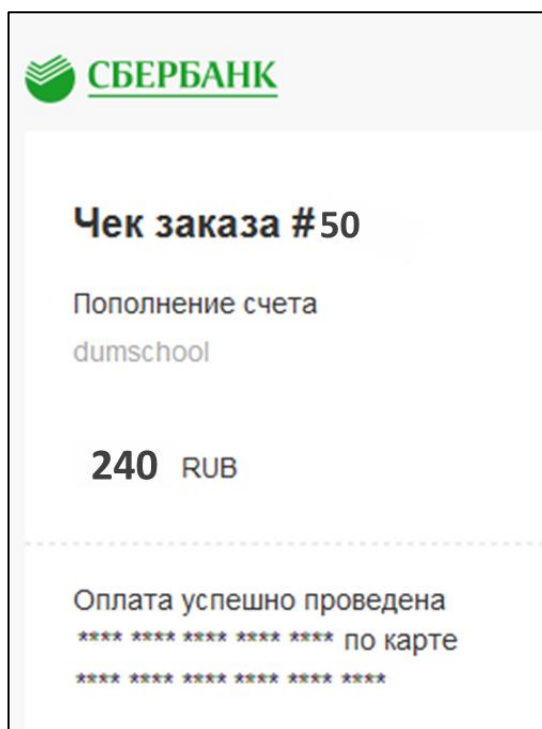 СБЕРБАНК
Чек заказа #50
Пополнение счета
dumschool
240 RUB
Оплата успешно проведена
**** **** **** **** **** по карте
**** **** **** **** **** ****